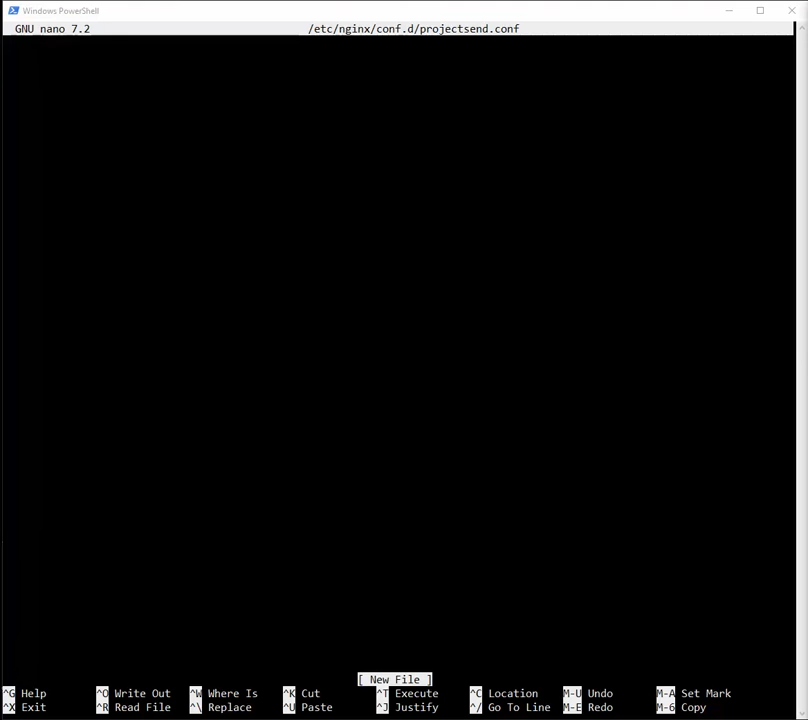 Windows PowerShell
GNU nano 7.2 /etc/nginx/conf.d/projectsend.conf
[ New File ]
^G Help ^O Write Out ^W Where Is ^K Cut ^T Execute ^C Location M-U Undo M-A Set Mark
^X Exit ^R Read File ^\ Replace ^U Paste ^J Justify ^/ Go To Line M-E Redo M-6 Copy